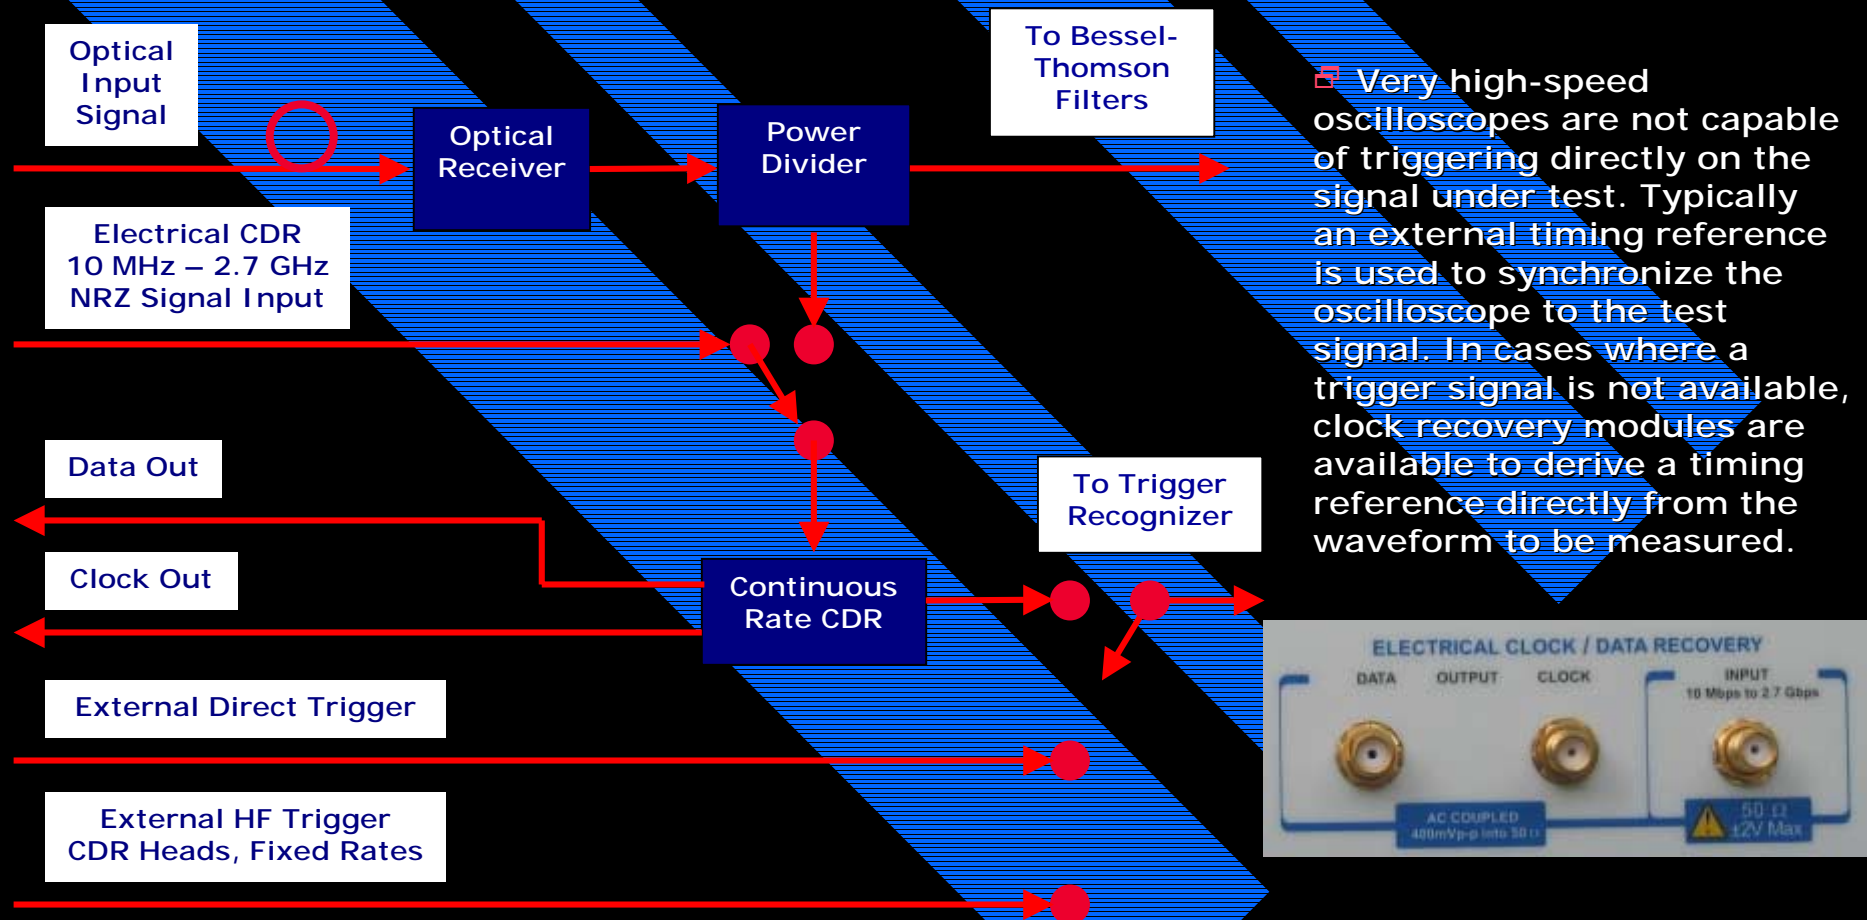 Optical
Input
Signal
Optical
Receiver
Power
Divider
To Bessel-
Thomson
Filters
Electrical CDR
10 MHz – 2.7 GHz
NRZ Signal Input
Data Out
Clock Out
Continuous
Rate CDR
To Trigger
Recognizer
External Direct Trigger
External HF Trigger
CDR Heads, Fixed Rates
Very high-speed
oscilloscopes are not capable
of triggering directly on the
signal under test. Typically
an external timing reference
is used to synchronize the
oscilloscope to the test
signal. In cases where a
trigger signal is not available,
clock recovery modules are
available to derive a timing
reference directly from the
waveform to be measured.
ELECTRICAL CLOCK / DATA RECOVERY
DATA OUTPUT CLOCK
INPUT
10 Mbps to 2.7 Gbps
AC COUPLED
400mVp-p into 50 Ω
50 Ω
±2V Max